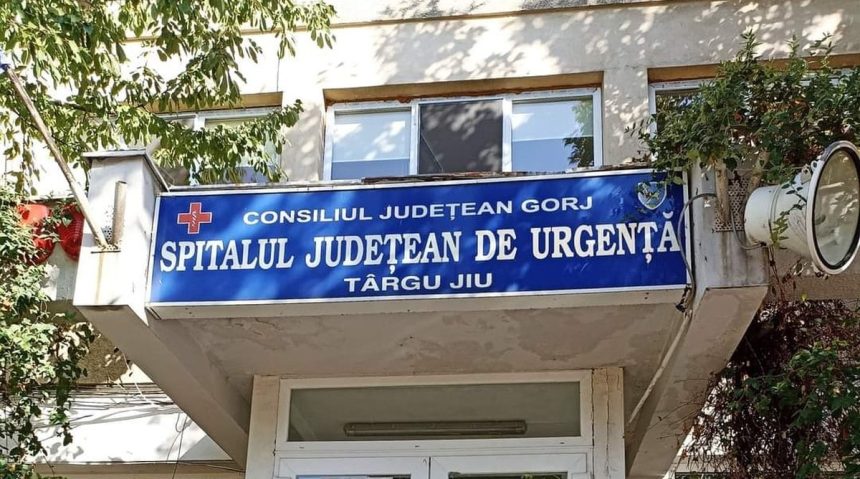 CONSILIUL JUDEȚEAN GORJ
SPITALUL JUDEȚEAN DE URGENȚĂ
TÂRGU JIU